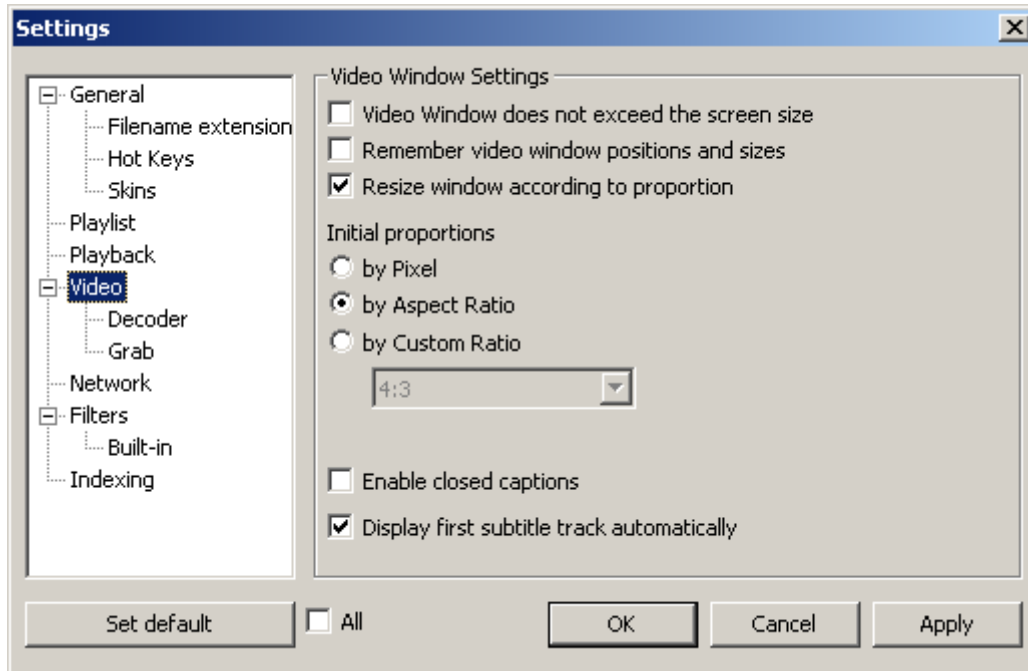 Settings
General
Filename extension
Hot Keys
Skins
Playlist
Playback
Video
Decoder
Grab
Network
Filters
Built-in
Indexing
Video Window Settings
Video Window does not exceed the screen size
Remember video window positions and sizes
Resize window according to proportion
Initial proportions
by Pixel
by Aspect Ratio
by Custom Ratio
4:3
Enable closed captions
Display first subtitle track automatically
Set default
All
OK
Cancel
Apply